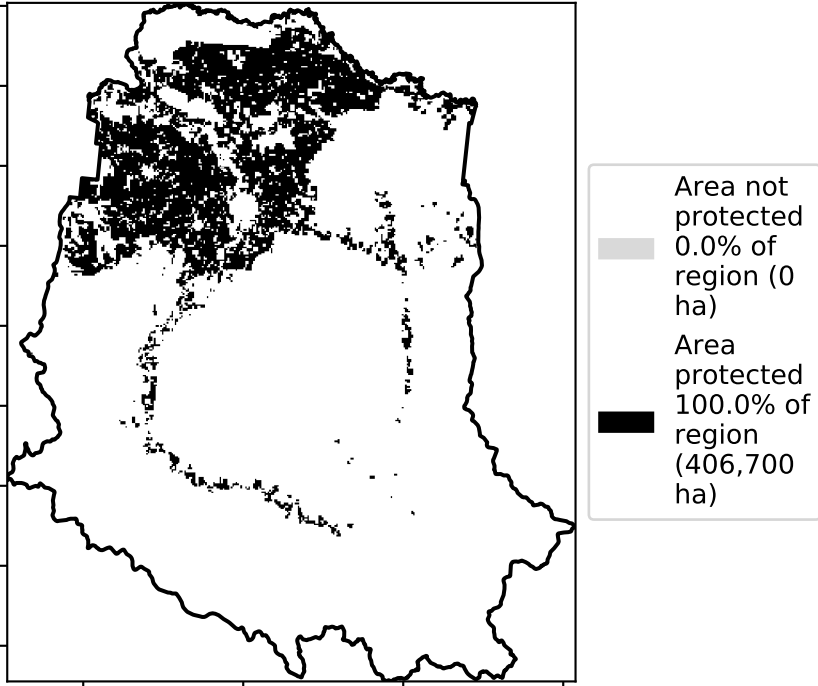 Area not
protected
0.0% of
region (0
ha)
Area
protected
100.0% of
region
(406,700
ha)